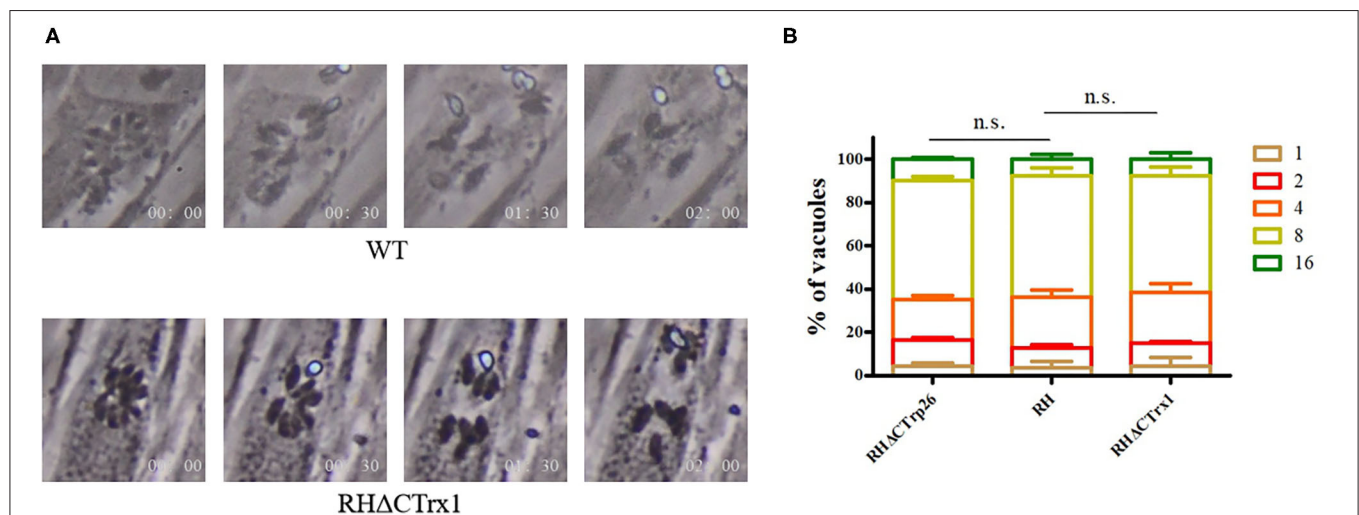 A
00: 00
00: 30
01: 30
02: 00
WT
00: 00
00: 30
01: 30
02: 00
RHΔCTrx1
B
n.s.
n.s.
% of vacuoles
100
80
60
40
20
0
RHΔCTrp26
RH
RHΔCTrx1
1
2
4
8
16